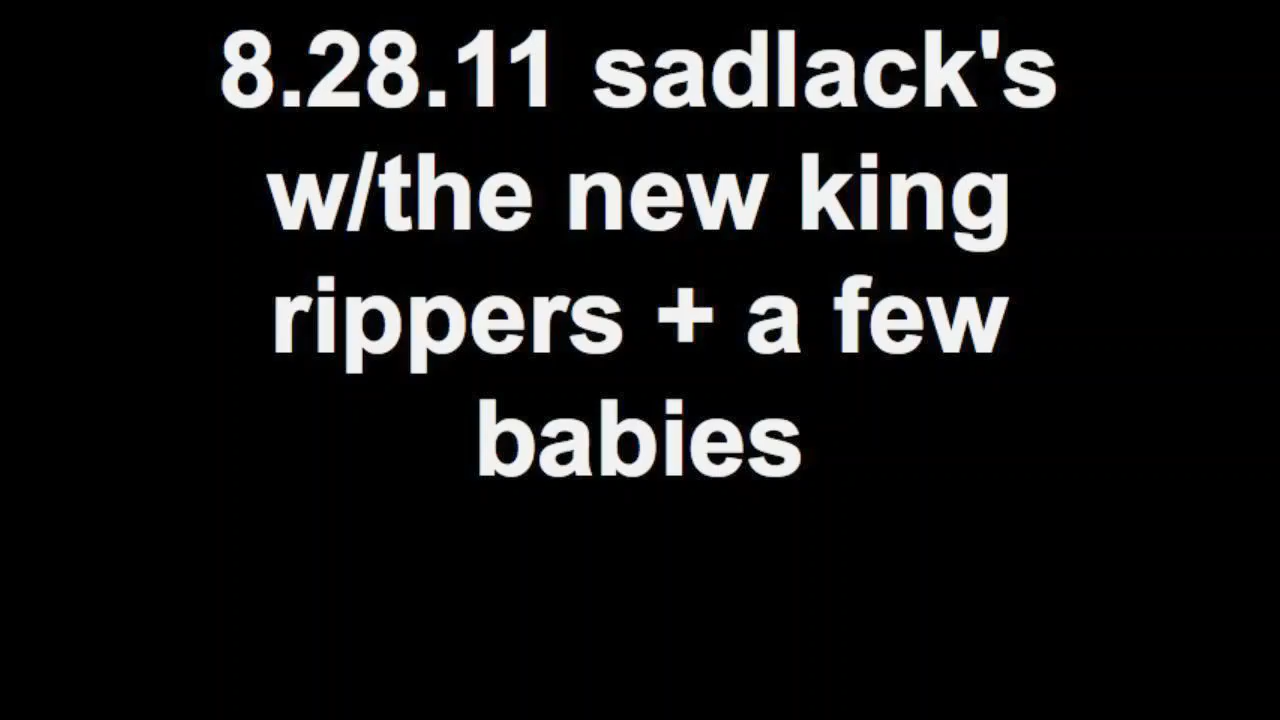 8.28.11 sadlack's
w/the new king
rippers + a few
babies